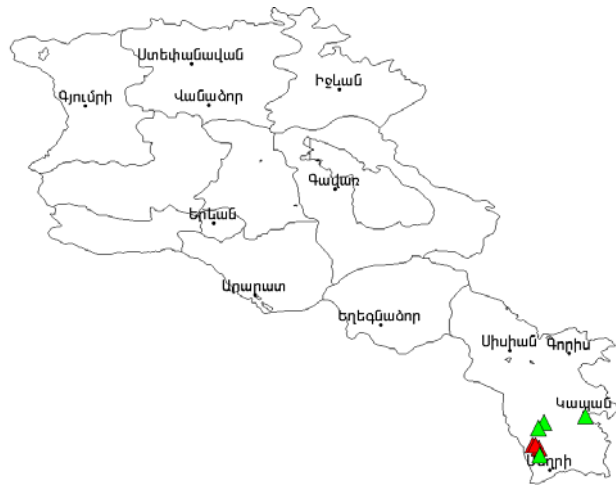 Ստեփանավան
Իջևան
Գյումրի
Վանաձոր
Գավառ
Երևան
Արարատ
Եղեգնաձոր
Սիսիան
Գորիս
Կապան
Մեղրի